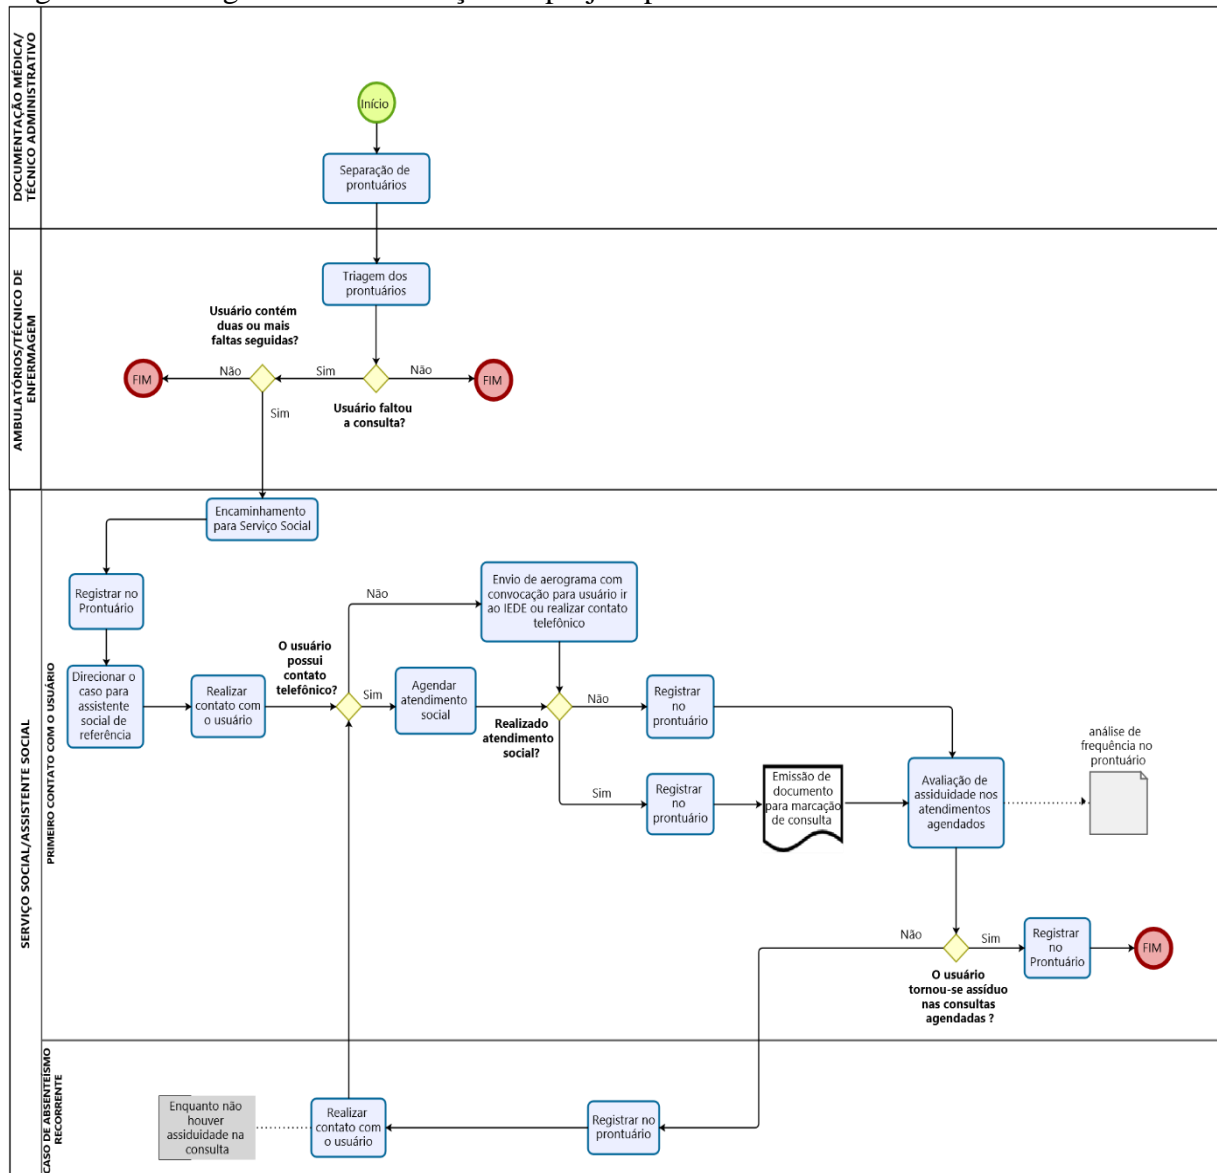 DOCUMENTAÇÃO MÉDICA/
TÉCNICO ADMINISTRATIVO
Início
Separação de
prontuários
AMBULATÓRIOS/TÉCNICO DE
ENFERMAGEM
Triagem dos
prontuários
Usuário contém
duas ou mais
faltas seguidas?
FIM
Não
Sim
Não
FIM
Usuário faltou
a consulta?
Sim
SERVIÇO SOCIAL/ASSISTENTE SOCIAL
PRIMEIRO CONTATO COM O USUÁRIO
Encaminhamento
para Serviço Social
Registrar no
Prontuário
Direcionar o
caso para
assistente
social de
referência
Realizar
contato com
o usuário
O usuário
possui
contato
telefônico?
Não
Envio de aerograma com
convocação para usuário ir
ao IEDE ou realizar contato
telefônico
Sim
Agendar
atendimento
social
Realizado
atendimento
social?
Não
Registrar
no
prontuário
Sim
Registrar
no
prontuário
Emissão de
documento
para marcação
de consulta
Avaliação de
assiduidade nos
atendimentos
agendados
análise de
frequência no
prontuário
Não
Sim
O usuário
tornou-se assíduo
nas consultas
agendadas ?
Registrar
no
Prontuário
FIM
CASO DE ABSENTEÍSMO
RECORRENTE
Enquanto não
houver
assiduidade na
consulta
Realizar
contato com
o usuário
Registrar no
prontuário